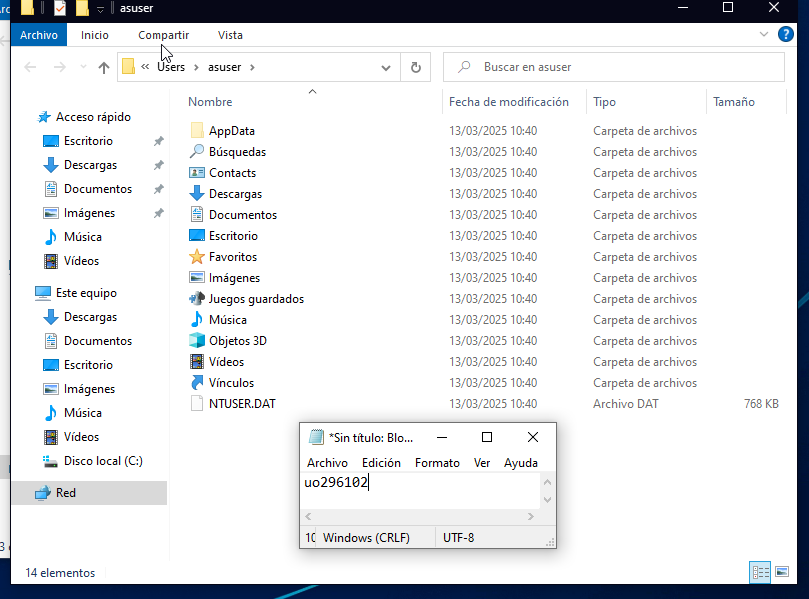 asuser
Archivo Inicio Compartir Vista
« Users > asuser >
Buscar en asuser
Nombre Fecha de modificación Tipo Tamaño
Acceso rápido
Escritorio
Descargas
Documentos
Imágenes
Música
Vídeos
Este equipo
Descargas
Documentos
Escritorio
Imágenes
Música
Vídeos
Disco local (C:)
Red
AppData 13/03/2025 10:40 Carpeta de archivos
Búsquedas 13/03/2025 10:40 Carpeta de archivos
Contacts 13/03/2025 10:40 Carpeta de archivos
Descargas 13/03/2025 10:40 Carpeta de archivos
Documentos 13/03/2025 10:40 Carpeta de archivos
Escritorio 13/03/2025 10:40 Carpeta de archivos
Favoritos 13/03/2025 10:40 Carpeta de archivos
Imágenes 13/03/2025 10:40 Carpeta de archivos
Juegos guardados 13/03/2025 10:40 Carpeta de archivos
Música 13/03/2025 10:40 Carpeta de archivos
Objetos 3D 13/03/2025 10:40 Carpeta de archivos
Vídeos 13/03/2025 10:40 Carpeta de archivos
Vínculos 13/03/2025 10:40 Carpeta de archivos
NTUSER.DAT 13/03/2025 10:40 Archivo DAT 768 KB
*Sin título: Blo...
Archivo Edición Formato Ver Ayuda
uo296102
10 Windows (CRLF) UTF-8
14 elementos